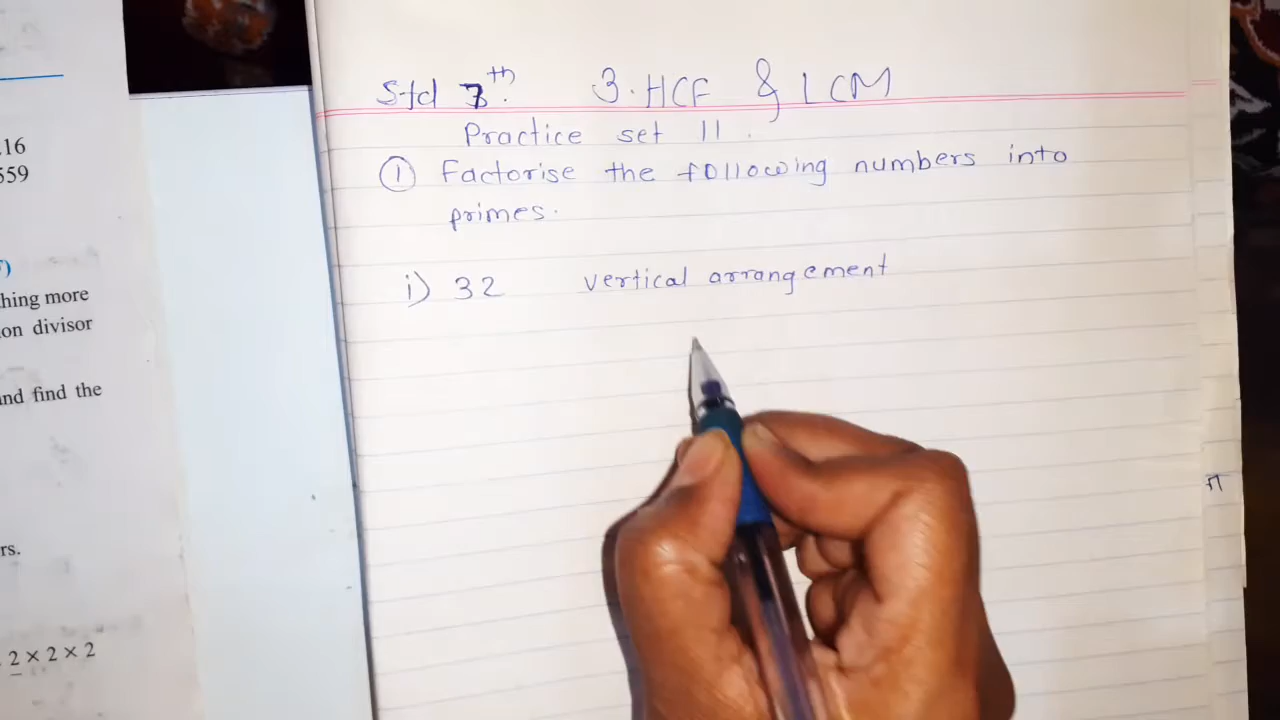 .16
559
)
hing more
on divisor
nd find the
rs.
2 × 2 × 2
Std 7th. 3. HCF & LCM
Practice set 11.
① Factorise the following numbers into
primes.
i) 32 vertical arrangement